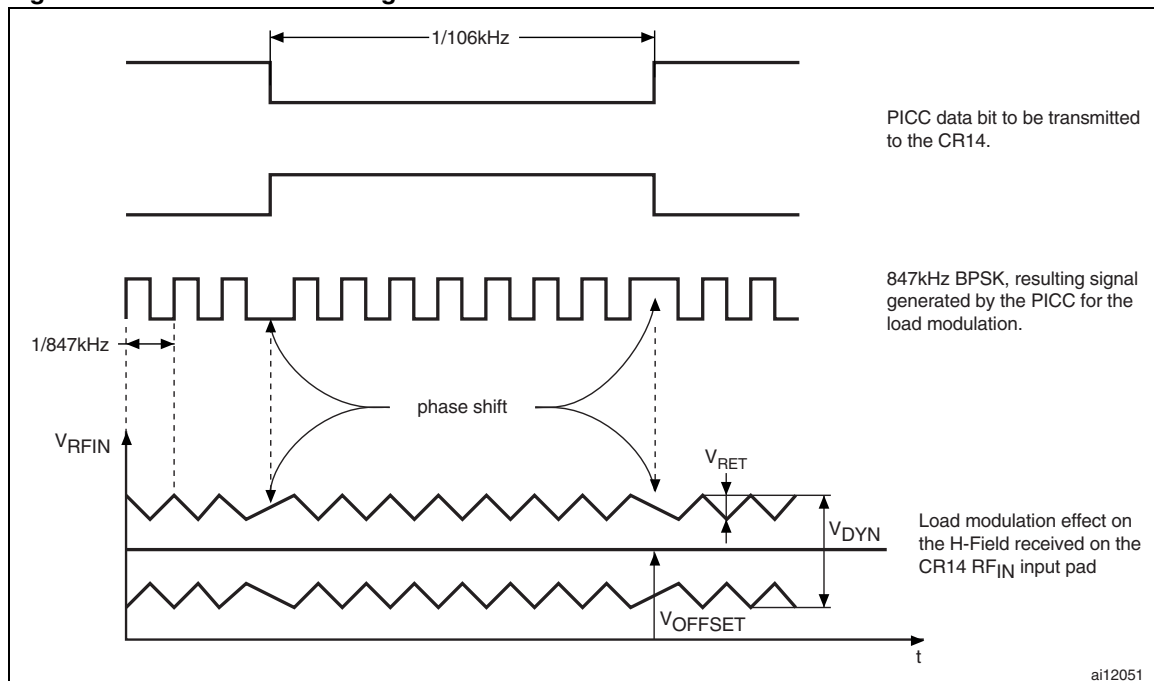 1/106kHz
PICC data bit to be transmitted
to the CR14.
847kHz BPSK, resulting signal
generated by the PICC for the
load modulation.
1/847kHz
phase shift
VRFIN
VRET
VDYN
Load modulation effect on
the H-Field received on the
CR14 RFIN input pad
VOFFSET
t
ai12051